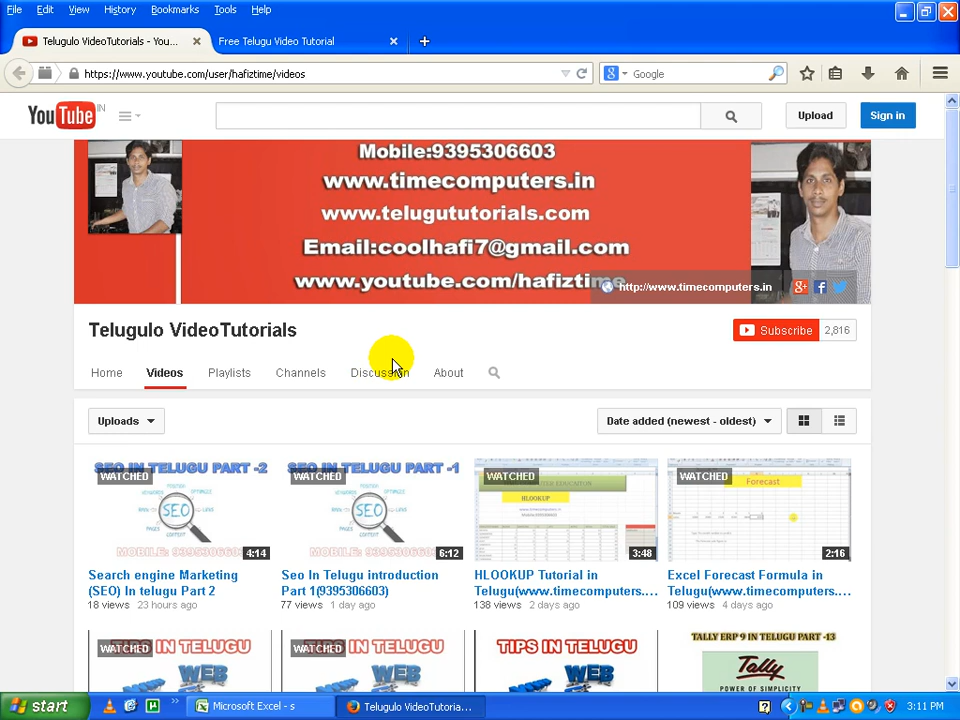 File Edit View History Bookmarks Tools Help
Telugulo VideoTutorials - You...
Free Telugu Video Tutorial
https://www.youtube.com/user/hafiztime/videos
Google
YouTube IN
Upload
Sign in
Mobile:9395306603
www.timecomputers.in
www.telugututorials.com
Email:coolhafi7@gmail.com
www.youtube.com/hafiztime
http://www.timecomputers.in
Telugulo VideoTutorials
Subscribe 2,816
Home Videos Playlists Channels Discussion About
Uploads
Date added (newest - oldest)
SEO IN TELUGU PART -2
WATCHED
SEO
MOBILE: 9395306603
4:14
SEO IN TELUGU PART -1
WATCHED
SEO
MOBILE: 9395306603
6:12
WATCHED
HLOOKUP
3:48
Forecast
WATCHED
2:16
Search engine Marketing
(SEO) In telugu Part 2
18 views 23 hours ago
Seo In Telugu introduction
Part 1(9395306603)
77 views 1 day ago
HLOOKUP Tutorial in
Telugu(www.timecomputers....
138 views 2 days ago
Excel Forecast Formula in
Telugu(www.timecomputers....
109 views 4 days ago
TIPS IN TELUGU
WATCHED
WEB
TIPS IN TELUGU
WATCHED
WEB
TIPS IN TELUGU
WEB
TALLY ERP 9 IN TELUGU PART -13
Tally
POWER OF SIMPLICITY
start
Microsoft Excel - s
Telugulo VideoTutoria...
3:11 PM